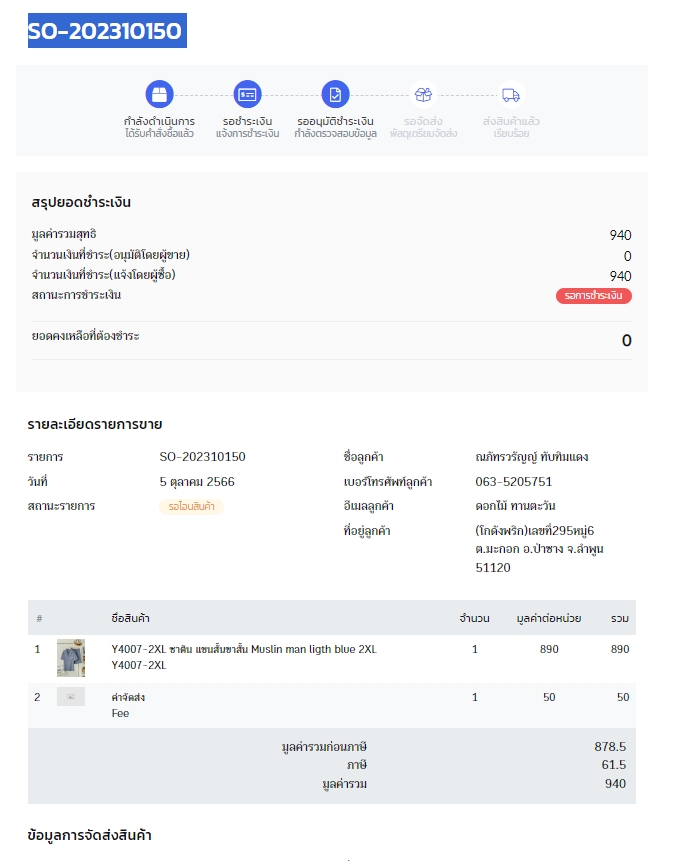 SO-202310150
กำลังดำเนินการ
ได้รับคำสั่งซื้อแล้ว
รอชำระเงิน
แจ้งการชำระเงิน
รออนุมัติชำระเงิน
กำลังตรวจสอบข้อมูล
รอจัดส่ง
พัสดุเตรียมจัดส่ง
ส่งสินค้าแล้ว
เรียบร้อย
สรุปยอดชำระเงิน
มูลค่ารวมสุทธิ 940
จำนวนเงินที่ชำระ(อนุมัติโดยผู้ขาย) 0
จำนวนเงินที่ชำระ(แจ้งโดยผู้ซื้อ) 940
สถานะการชำระเงิน รอการชำระเงิน
ยอดคงเหลือที่ต้องชำระ 0
รายละเอียดรายการขาย
รายการ SO-202310150
วันที่ 5 ตุลาคม 2566
สถานะรายการ รอโอนสินค้า
ชื่อลูกค้า ณภัทรวรัญญ์ ทับทิมแดง
เบอร์โทรศัพท์ลูกค้า 063-5205751
อีเมลลูกค้า ดอกไม้ ทานตะวัน
ที่อยู่ลูกค้า (โกดังพริก)เลขที่295หมู่6
ต.มะกอก อ.ป่าซาง จ.ลำพูน
51120
# ชื่อสินค้า จำนวน มูลค่าต่อหน่วย รวม
1 Y4007-2XL ซาติน แขนสั้นขาสั้น Muslin man ligth blue 2XL 1 890 890
Y4007-2XL
2 ค่าจัดส่ง 1 50 50
Fee
มูลค่ารวมก่อนภาษี 878.5
ภาษี 61.5
มูลค่ารวม 940
ข้อมูลการจัดส่งสินค้า